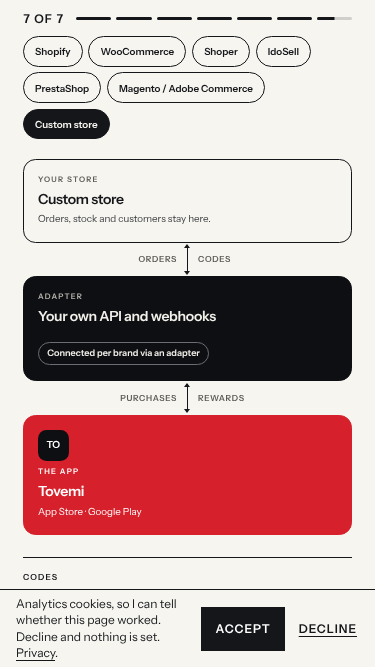 7 OF 7
Shopify
WooCommerce
Shoper
IdoSell
PrestaShop
Magento / Adobe Commerce
Custom store
YOUR STORE
Custom store
Orders, stock and customers stay here.
ORDERS
CODES
ADAPTER
Your own API and webhooks
Connected per brand via an adapter
PURCHASES
REWARDS
TO
THE APP
Tovemi
App Store · Google Play
CODES
Analytics cookies, so I can tell
whether this page worked.
Decline and nothing is set.
Privacy.
ACCEPT
DECLINE